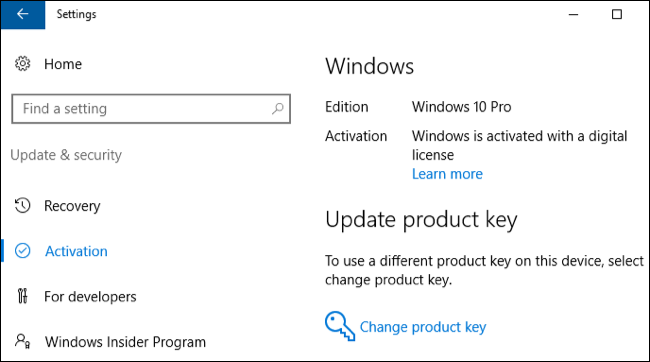 Settings
Home
Find a setting
Update & security
Recovery
Activation
For developers
Windows Insider Program
Windows
Edition Windows 10 Pro
Activation Windows is activated with a digital
license
Learn more
Update product key
To use a different product key on this device, select
change product key.
Change product key